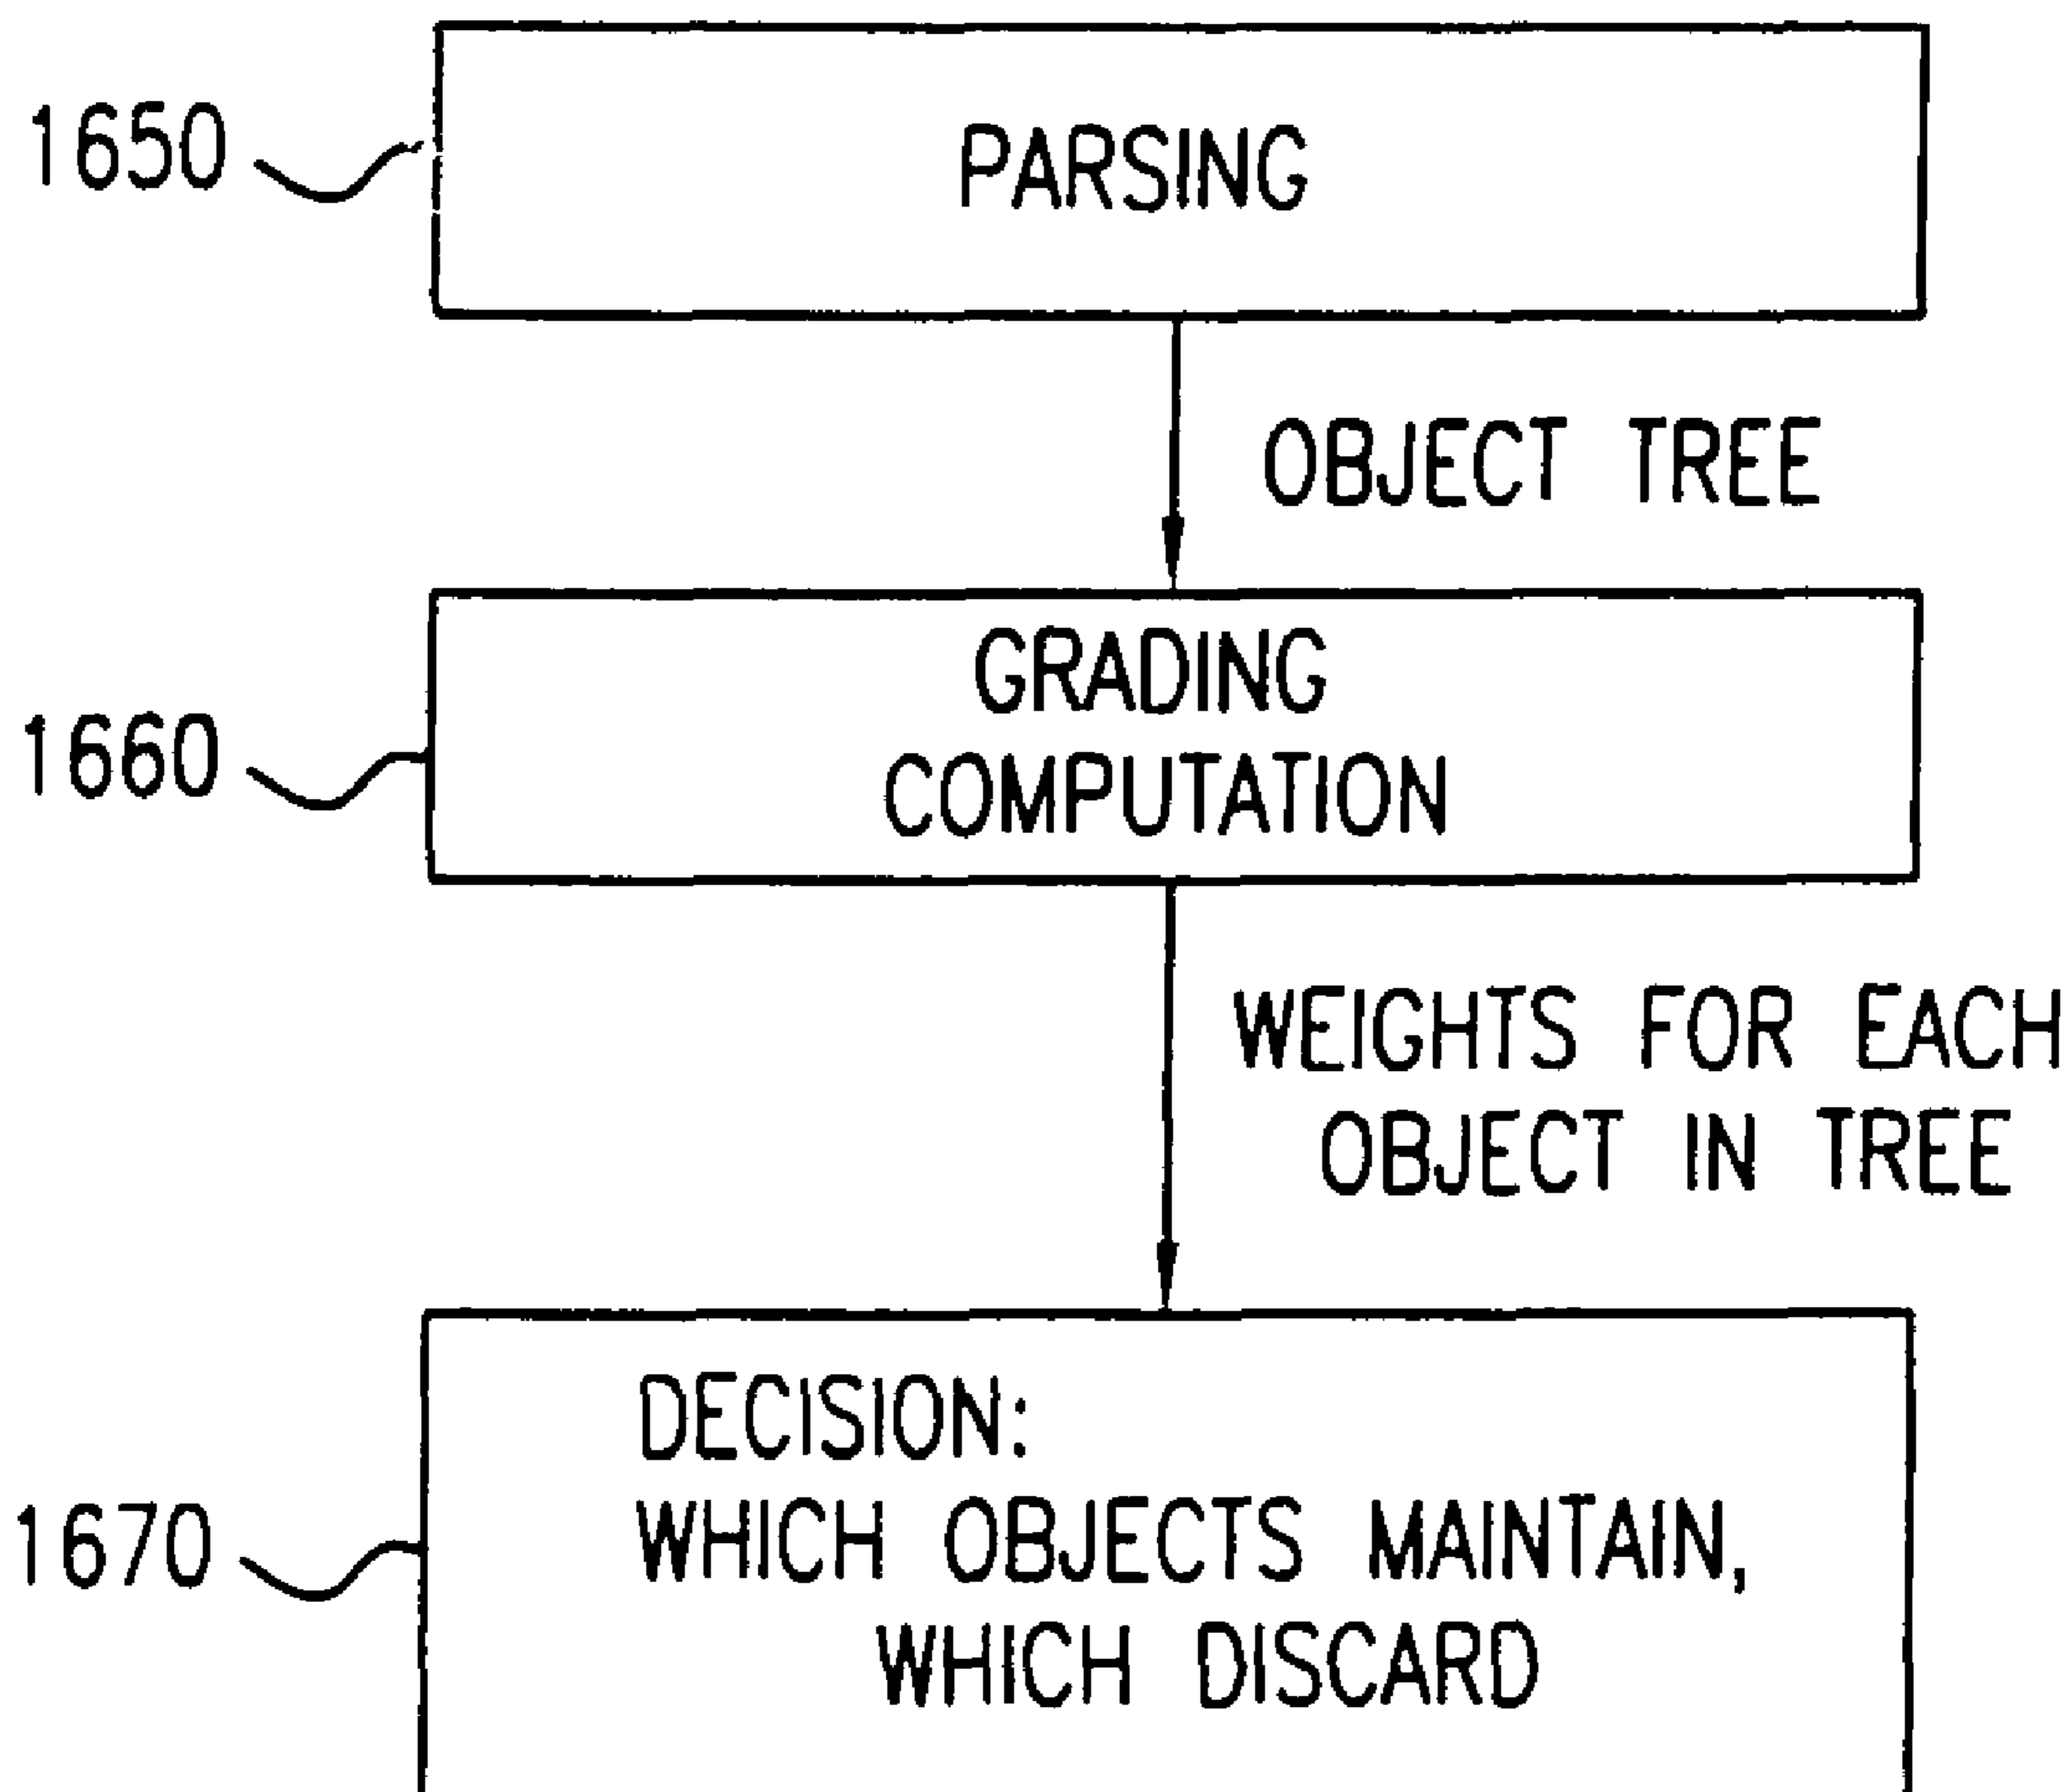 1650
PARSING
OBJECT TREE
1660
GRADING
COMPUTATION
WEIGHTS FOR EACH
OBJECT IN TREE
DECISION:
1670
WHICH OBJECTS MAINTAIN,
WHICH DISCARD